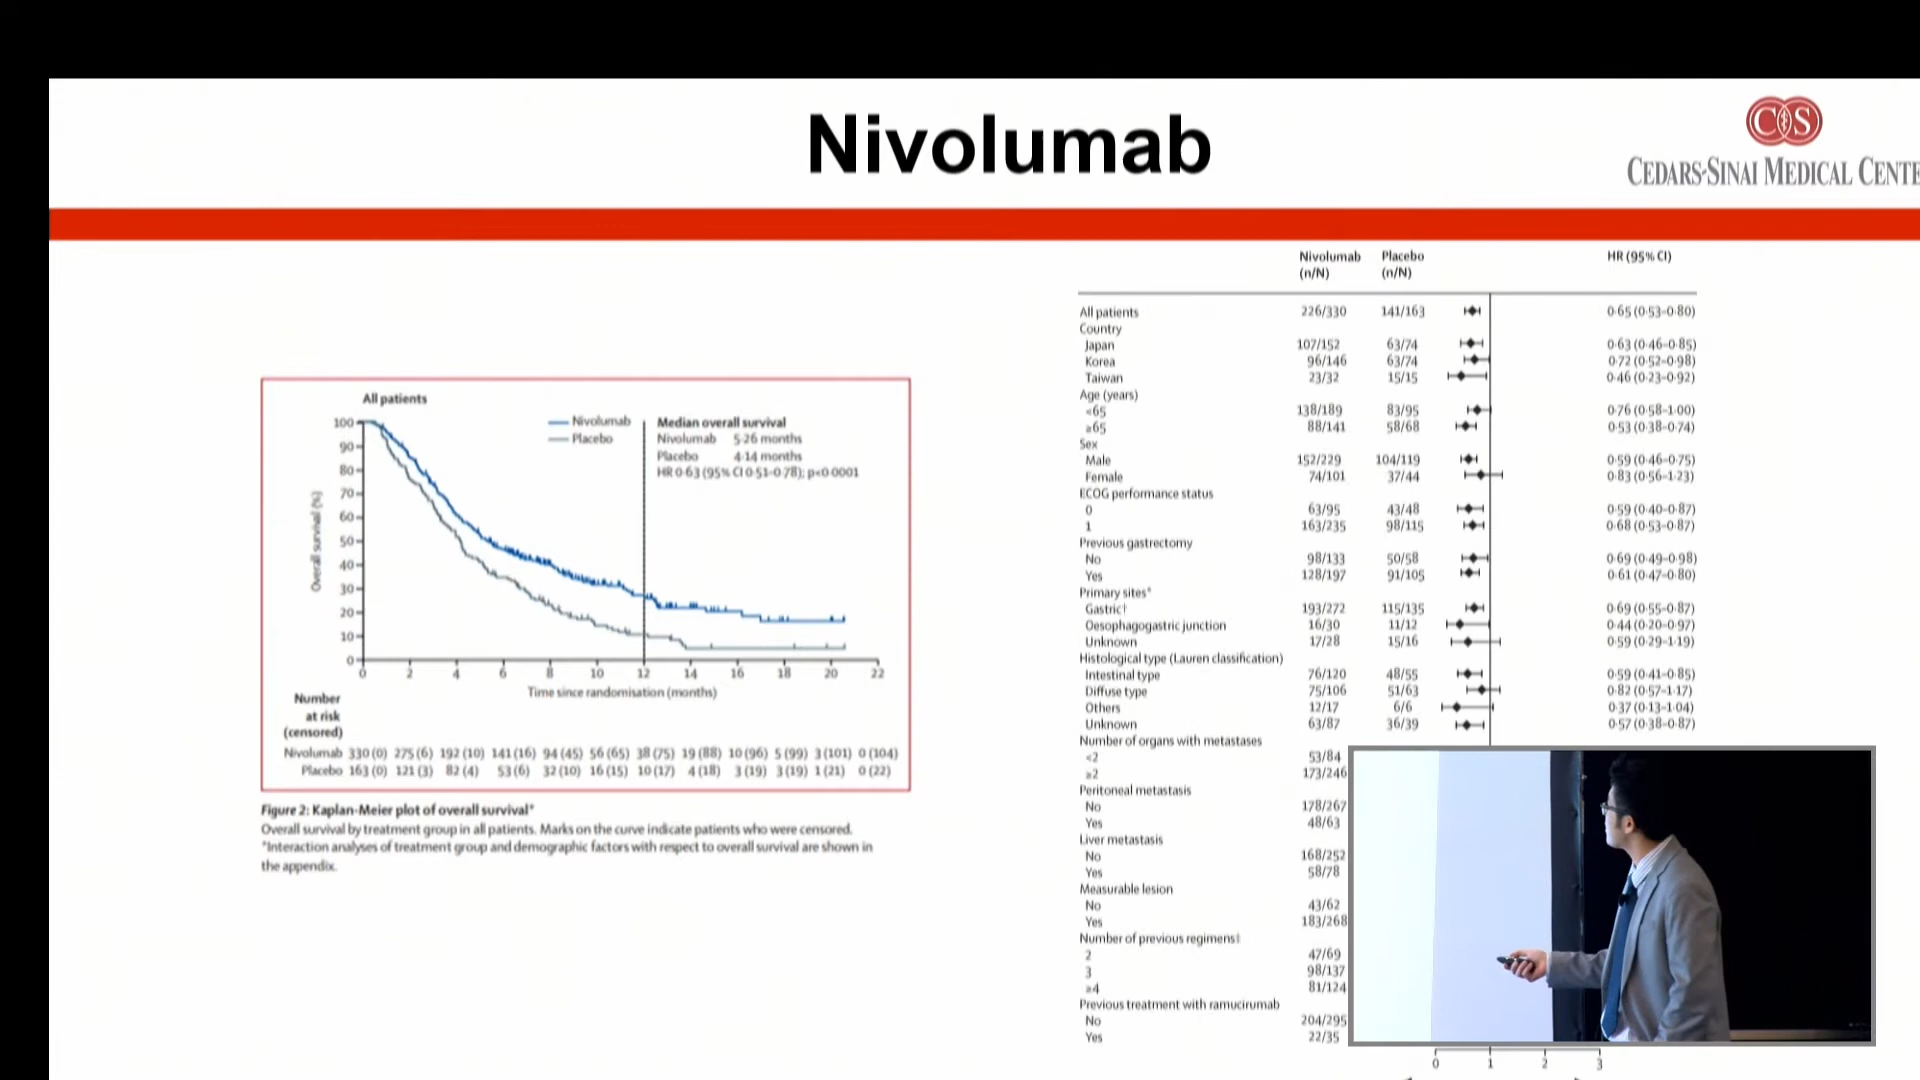 Nivolumab
CS
CEDARS-SINAI MEDICAL CENTE
All patients
100
90
80
70
60
50
40
30
20
10
0
Overall survival (%)
Nivolumab
Placebo
Median overall survival
Nivolumab 5·26 months
Placebo 4·14 months
HR 0·63 (95% CI 0·51–0·78); p<0·0001
0 2 4 6 8 10 12 14 16 18 20 22
Time since randomisation (months)
Number
at risk
(censored)
Nivolumab 330 (0) 275 (6) 192 (10) 141 (16) 94 (45) 56 (65) 38 (75) 19 (88) 10 (96) 5 (99) 3 (101) 0 (104)
Placebo 163 (0) 121 (3) 82 (4) 53 (6) 32 (10) 16 (15) 10 (17) 4 (18) 3 (19) 3 (19) 1 (21) 0 (22)
Figure 2: Kaplan-Meier plot of overall survival*
Overall survival by treatment group in all patients. Marks on the curve indicate patients who were censored.
*Interaction analyses of treatment group and demographic factors with respect to overall survival are shown in
the appendix.
Nivolumab Placebo HR (95% CI)
(n/N) (n/N)
All patients 226/330 141/163 0·65 (0·53–0·80)
Country
Japan 107/152 63/74 0·63 (0·46–0·85)
Korea 96/146 63/74 0·72 (0·52–0·98)
Taiwan 23/32 15/15 0·46 (0·23–0·92)
Age (years)
<65 138/189 83/95 0·76 (0·58–1·00)
≥65 88/141 58/68 0·53 (0·38–0·74)
Sex
Male 152/229 104/119 0·59 (0·46–0·75)
Female 74/101 37/44 0·83 (0·56–1·23)
ECOG performance status
0 63/95 43/48 0·59 (0·40–0·87)
1 163/235 98/115 0·68 (0·53–0·87)
Previous gastrectomy
No 98/133 50/58 0·69 (0·49–0·98)
Yes 128/197 91/105 0·61 (0·47–0·80)
Primary sites*
Gastric† 193/272 115/135 0·69 (0·55–0·87)
Oesophagogastric junction 16/30 11/12 0·44 (0·20–0·97)
Unknown 17/28 15/16 0·59 (0·29–1·19)
Histological type (Lauren classification)
Intestinal type 76/120 48/55 0·59 (0·41–0·85)
Diffuse type 75/106 51/63 0·82 (0·57–1·17)
Others 12/17 6/6 0·37 (0·13–1·04)
Unknown 63/87 36/39 0·57 (0·38–0·87)
Number of organs with metastases
<2 53/84
≥2 173/246
Peritoneal metastasis
No 178/267
Yes 48/63
Liver metastasis
No 168/252
Yes 58/78
Measurable lesion
No 43/62
Yes 183/268
Number of previous regimens‡
2 47/69
3 98/137
≥4 81/124
Previous treatment with ramucirumab
No 204/295
Yes 22/35
0 1 2 3